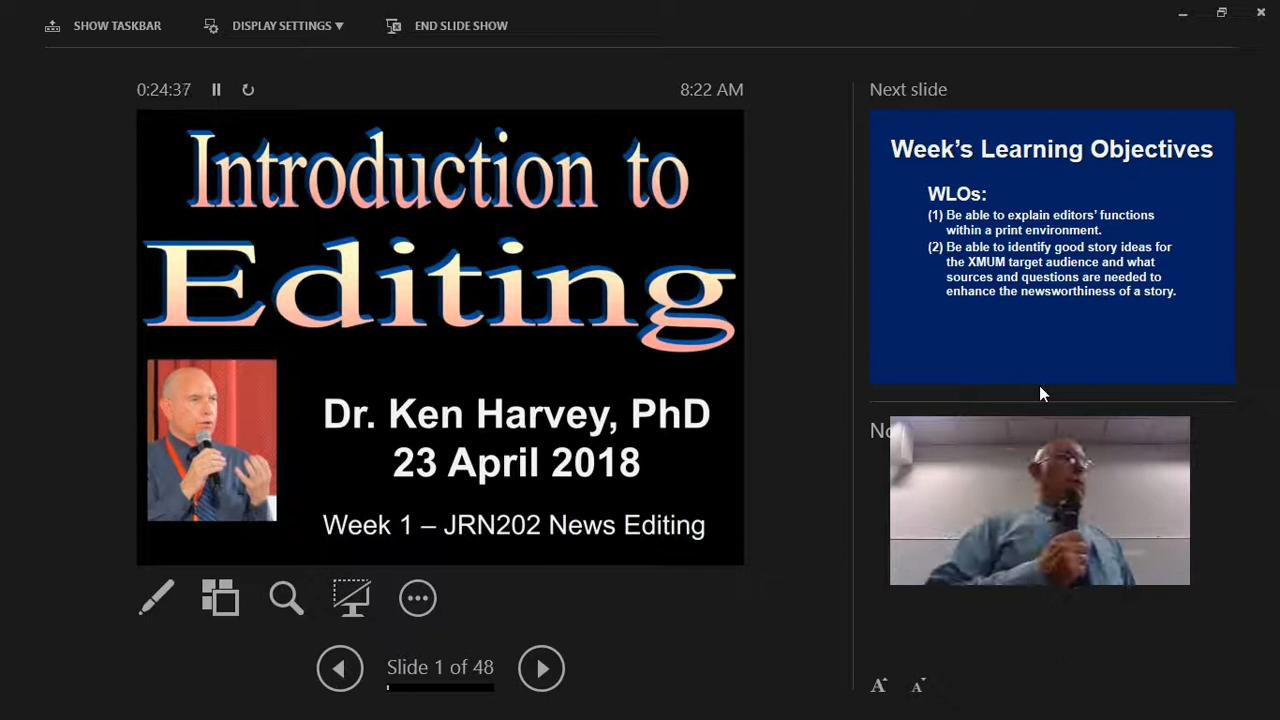 SHOW TASKBAR
DISPLAY SETTINGS ▼
END SLIDE SHOW
0:24:37
8:22 AM
Introduction to
Editing
Dr. Ken Harvey, PhD
23 April 2018
Week 1 – JRN202 News Editing
Slide 1 of 48
Next slide
Week's Learning Objectives
WLOs:
(1) Be able to explain editors' functions
within a print environment.
(2) Be able to identify good story ideas for
the XMUM target audience and what
sources and questions are needed to
enhance the newsworthiness of a story.
A A